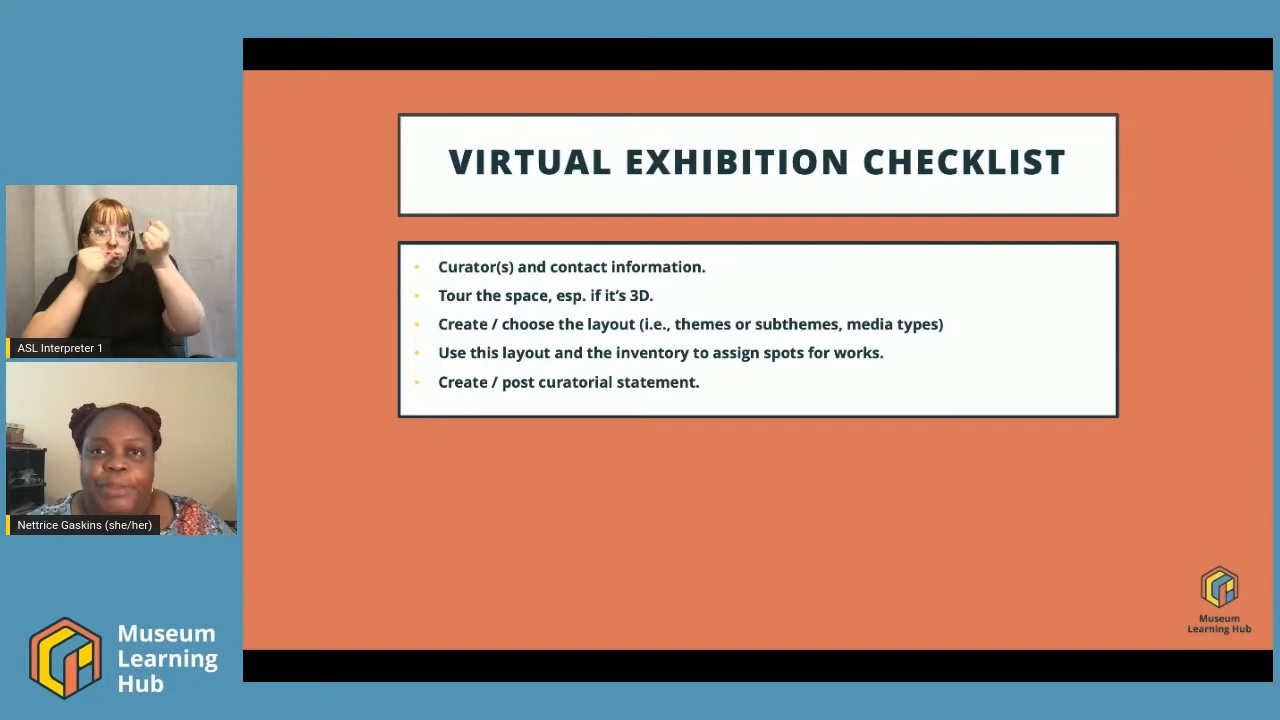 VIRTUAL EXHIBITION CHECKLIST
• Curator(s) and contact information.
• Tour the space, esp. if it's 3D.
• Create / choose the layout (i.e., themes or subthemes, media types)
• Use this layout and the inventory to assign spots for works.
• Create / post curatorial statement.
ASL Interpreter 1
Nettrice Gaskins (she/her)
Museum
Learning
Hub
Museum
Learning Hub